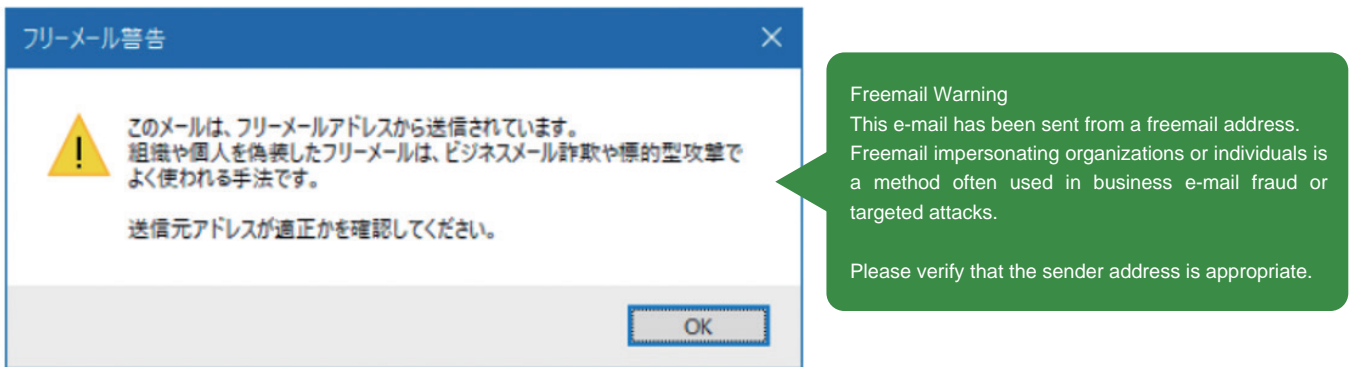 フリーメール警告
このメールは、フリーメールアドレスから送信されています。
組織や個人を偽装したフリーメールは、ビジネスメール詐欺や標的型攻撃で
よく使われる手法です。
送信元アドレスが適正かを確認してください。
OK
Freemail Warning
This e-mail has been sent from a freemail address.
Freemail impersonating organizations or individuals is
a method often used in business e-mail fraud or
targeted attacks.
Please verify that the sender address is appropriate.